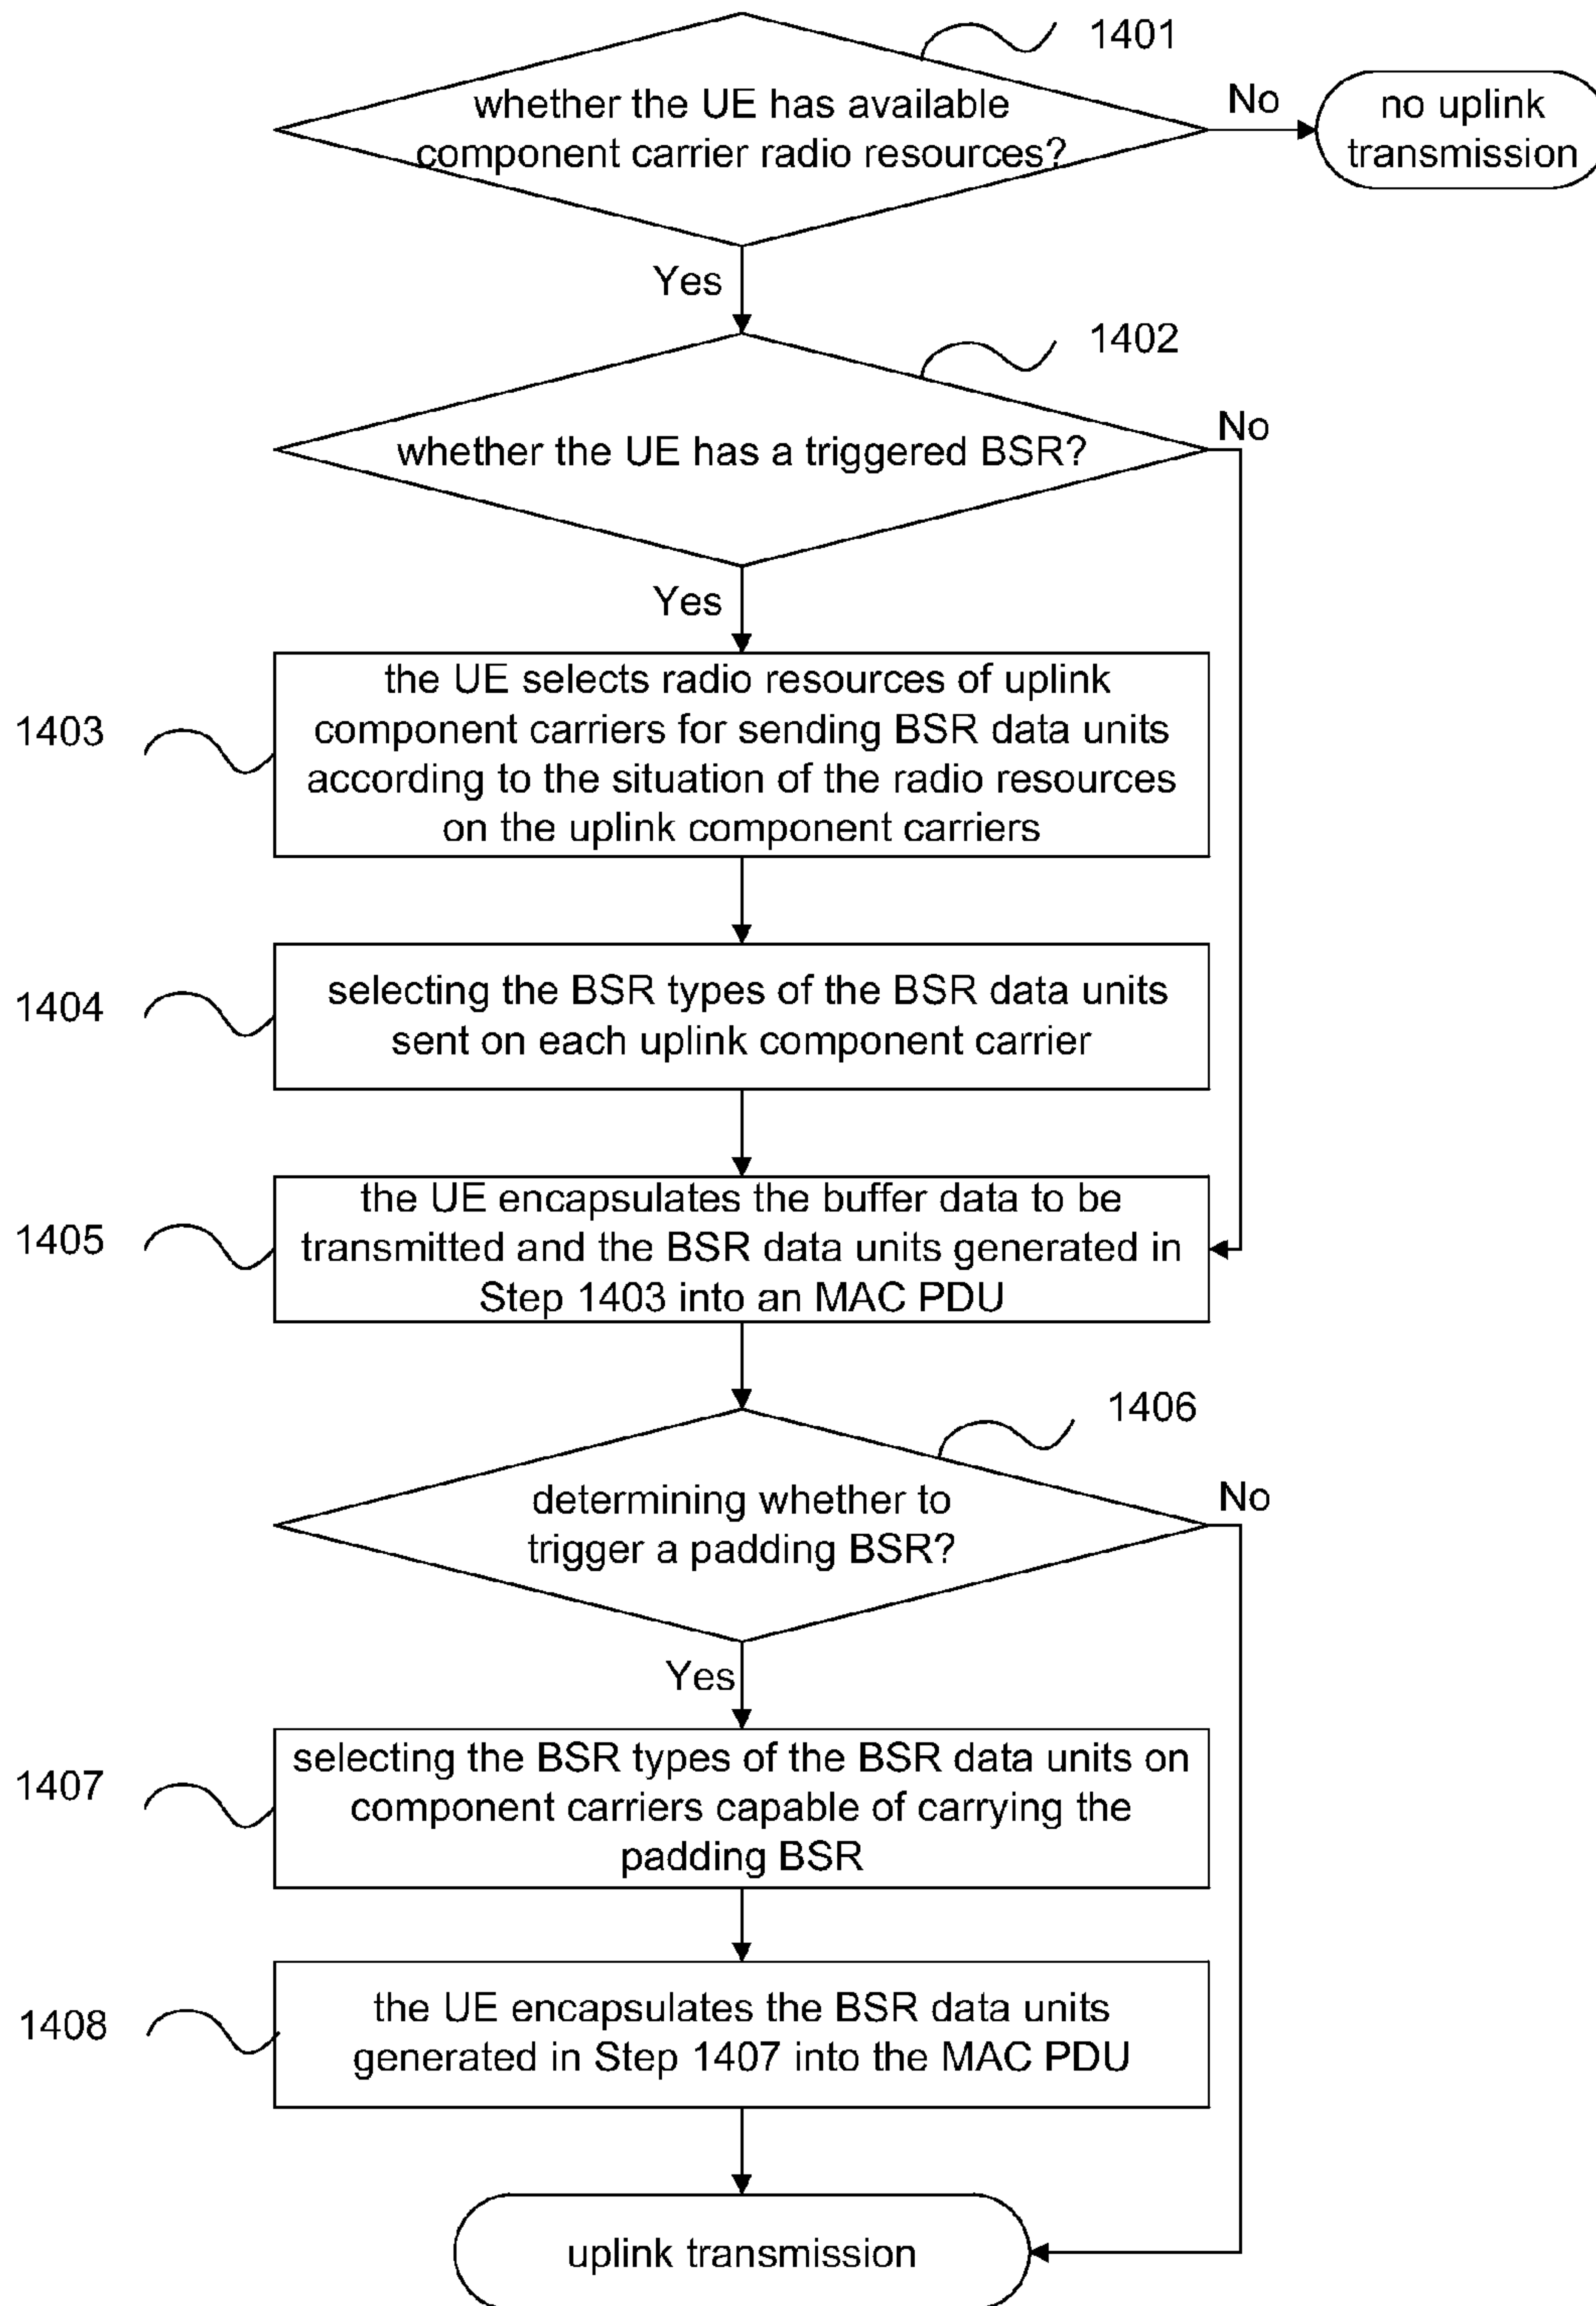 1401
whether the UE has available
component carrier radio resources?
No
no uplink
transmission
Yes
1402
whether the UE has a triggered BSR?
No
Yes
1403
the UE selects radio resources of uplink
component carriers for sending BSR data units
according to the situation of the radio resources
on the uplink component carriers
1404
selecting the BSR types of the BSR data units
sent on each uplink component carrier
1405
the UE encapsulates the buffer data to be
transmitted and the BSR data units generated in
Step 1403 into an MAC PDU
1406
determining whether to
trigger a padding BSR?
No
Yes
1407
selecting the BSR types of the BSR data units on
component carriers capable of carrying the
padding BSR
1408
the UE encapsulates the BSR data units
generated in Step 1407 into the MAC PDU
uplink transmission